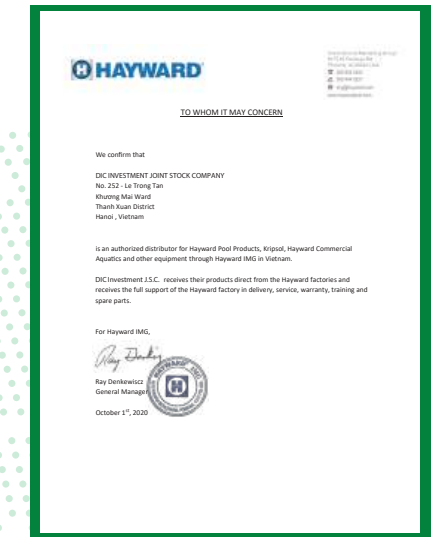 HAYWARD
TO WHOM IT MAY CONCERN
We confirm that
DIC INVESTMENT JOINT STOCK COMPANY
No. 252 - Le Trong Tan
Khương Mai Ward
Thanh Xuan District
Hanoi , Vietnam
is an authorized distributor for Hayward Pool Products, Kripsol, Hayward Commercial
Aquatics and other equipment through Hayward IMG in Vietnam.
DIC Investment J.S.C. receives their products direct from the Hayward factories and
receives the full support of the Hayward factory in delivery, service, warranty, training and
spare parts.
For Hayward IMG,
Ray Denkewiscz
General Manager
HAYWARD IMG
October 1st, 2020